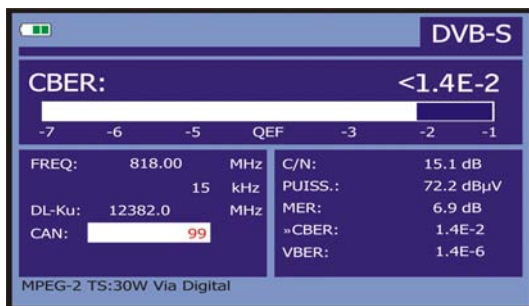 DVB-S
CBER: <1.4E-2
-7 -6 -5 QEF -3 -2 -1
FREQ: 818.00 MHz
15 kHz
DL-Ku: 12382.0 MHz
CAN: 99
C/N: 15.1 dB
PUISS.: 72.2 dBµV
MER: 6.9 dB
»CBER: 1.4E-2
VBER: 1.4E-6
MPEG-2 TS:30W Via Digital